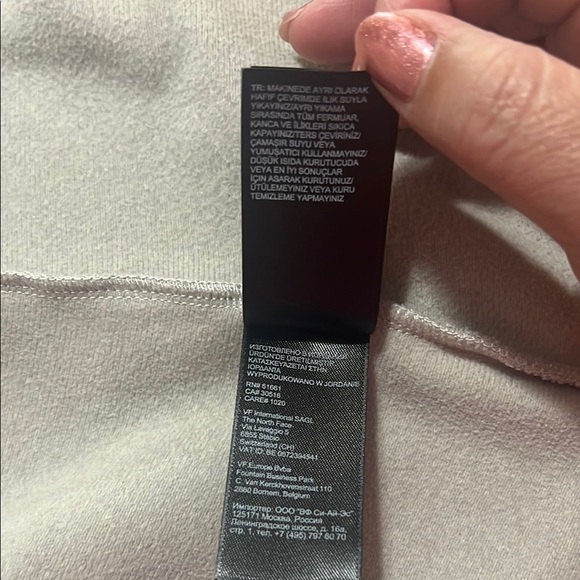 TR: MAKİNEDE AYRI OLARAK
HAFİF ÇEVRİMDE ILIK SUYLA
YIKAYINIZ/AYRI YIKAMA
SIRASINDA TÜM FERMUAR,
KANCA VE İLİKLERİ SIKICA
KAPAYINIZ/TERS ÇEVİRİNİZ/
ÇAMAŞIR SUYU VEYA
YUMUŞATICI KULLANMAYINIZ/
DÜŞÜK ISIDA KURUTUCUDA
VEYA EN İYİ SONUÇLAR
İÇİN ASARAK KURUTUNUZ/
ÜTÜLEMEYİNİZ VEYA KURU
TEMİZLEME YAPMAYINIZ
ИЗГОТОВЛЕНО В
ÜRDÜN'DE ÜRETİLMİŞTİR
ΚΑΤΑΣΚΕΥΑΖΕΤΑΙ ΣΤΗΝ
ΙΟΡΔΑΝΙΑ
WYPRODUKOWANO W JORDANII
RN# 61661
CA# 30516
CARE# 1020
VF International SAGL
The North Face
Via Laveggio 5
6855 Stabio
Switzerland (CH)
VAT ID: BE 0672394541
VF Europe Bvba
Fountain Business Park
C. Van Kerckhovenstraat 110
2880 Bornem, Belgium
Импортер: ООО "ВФ Си-Ай-Эс"
125171 Москва, Россия
Ленинградское шоссе, д. 16а,
стр. 1, тел. +7 (495) 797 60 70